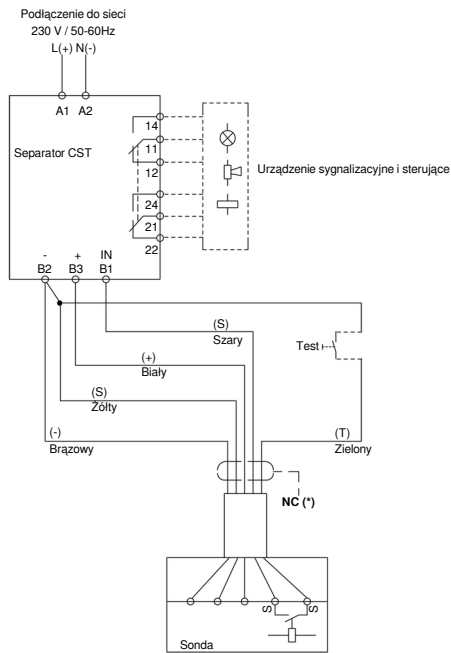 Podłączenie do sieci
230 V / 50-60Hz
L(+) N(-)
A1 A2
Separator CST
14
11
12
24
21
22
Urządzenie sygnalizacyjne i sterujące
- + IN
B2 B3 B1
(S)
Szary
Test
(+)
Biały
(S)
Żółty
(-)
Brązowy
(T)
Zielony
NC (*)
S S
Sonda